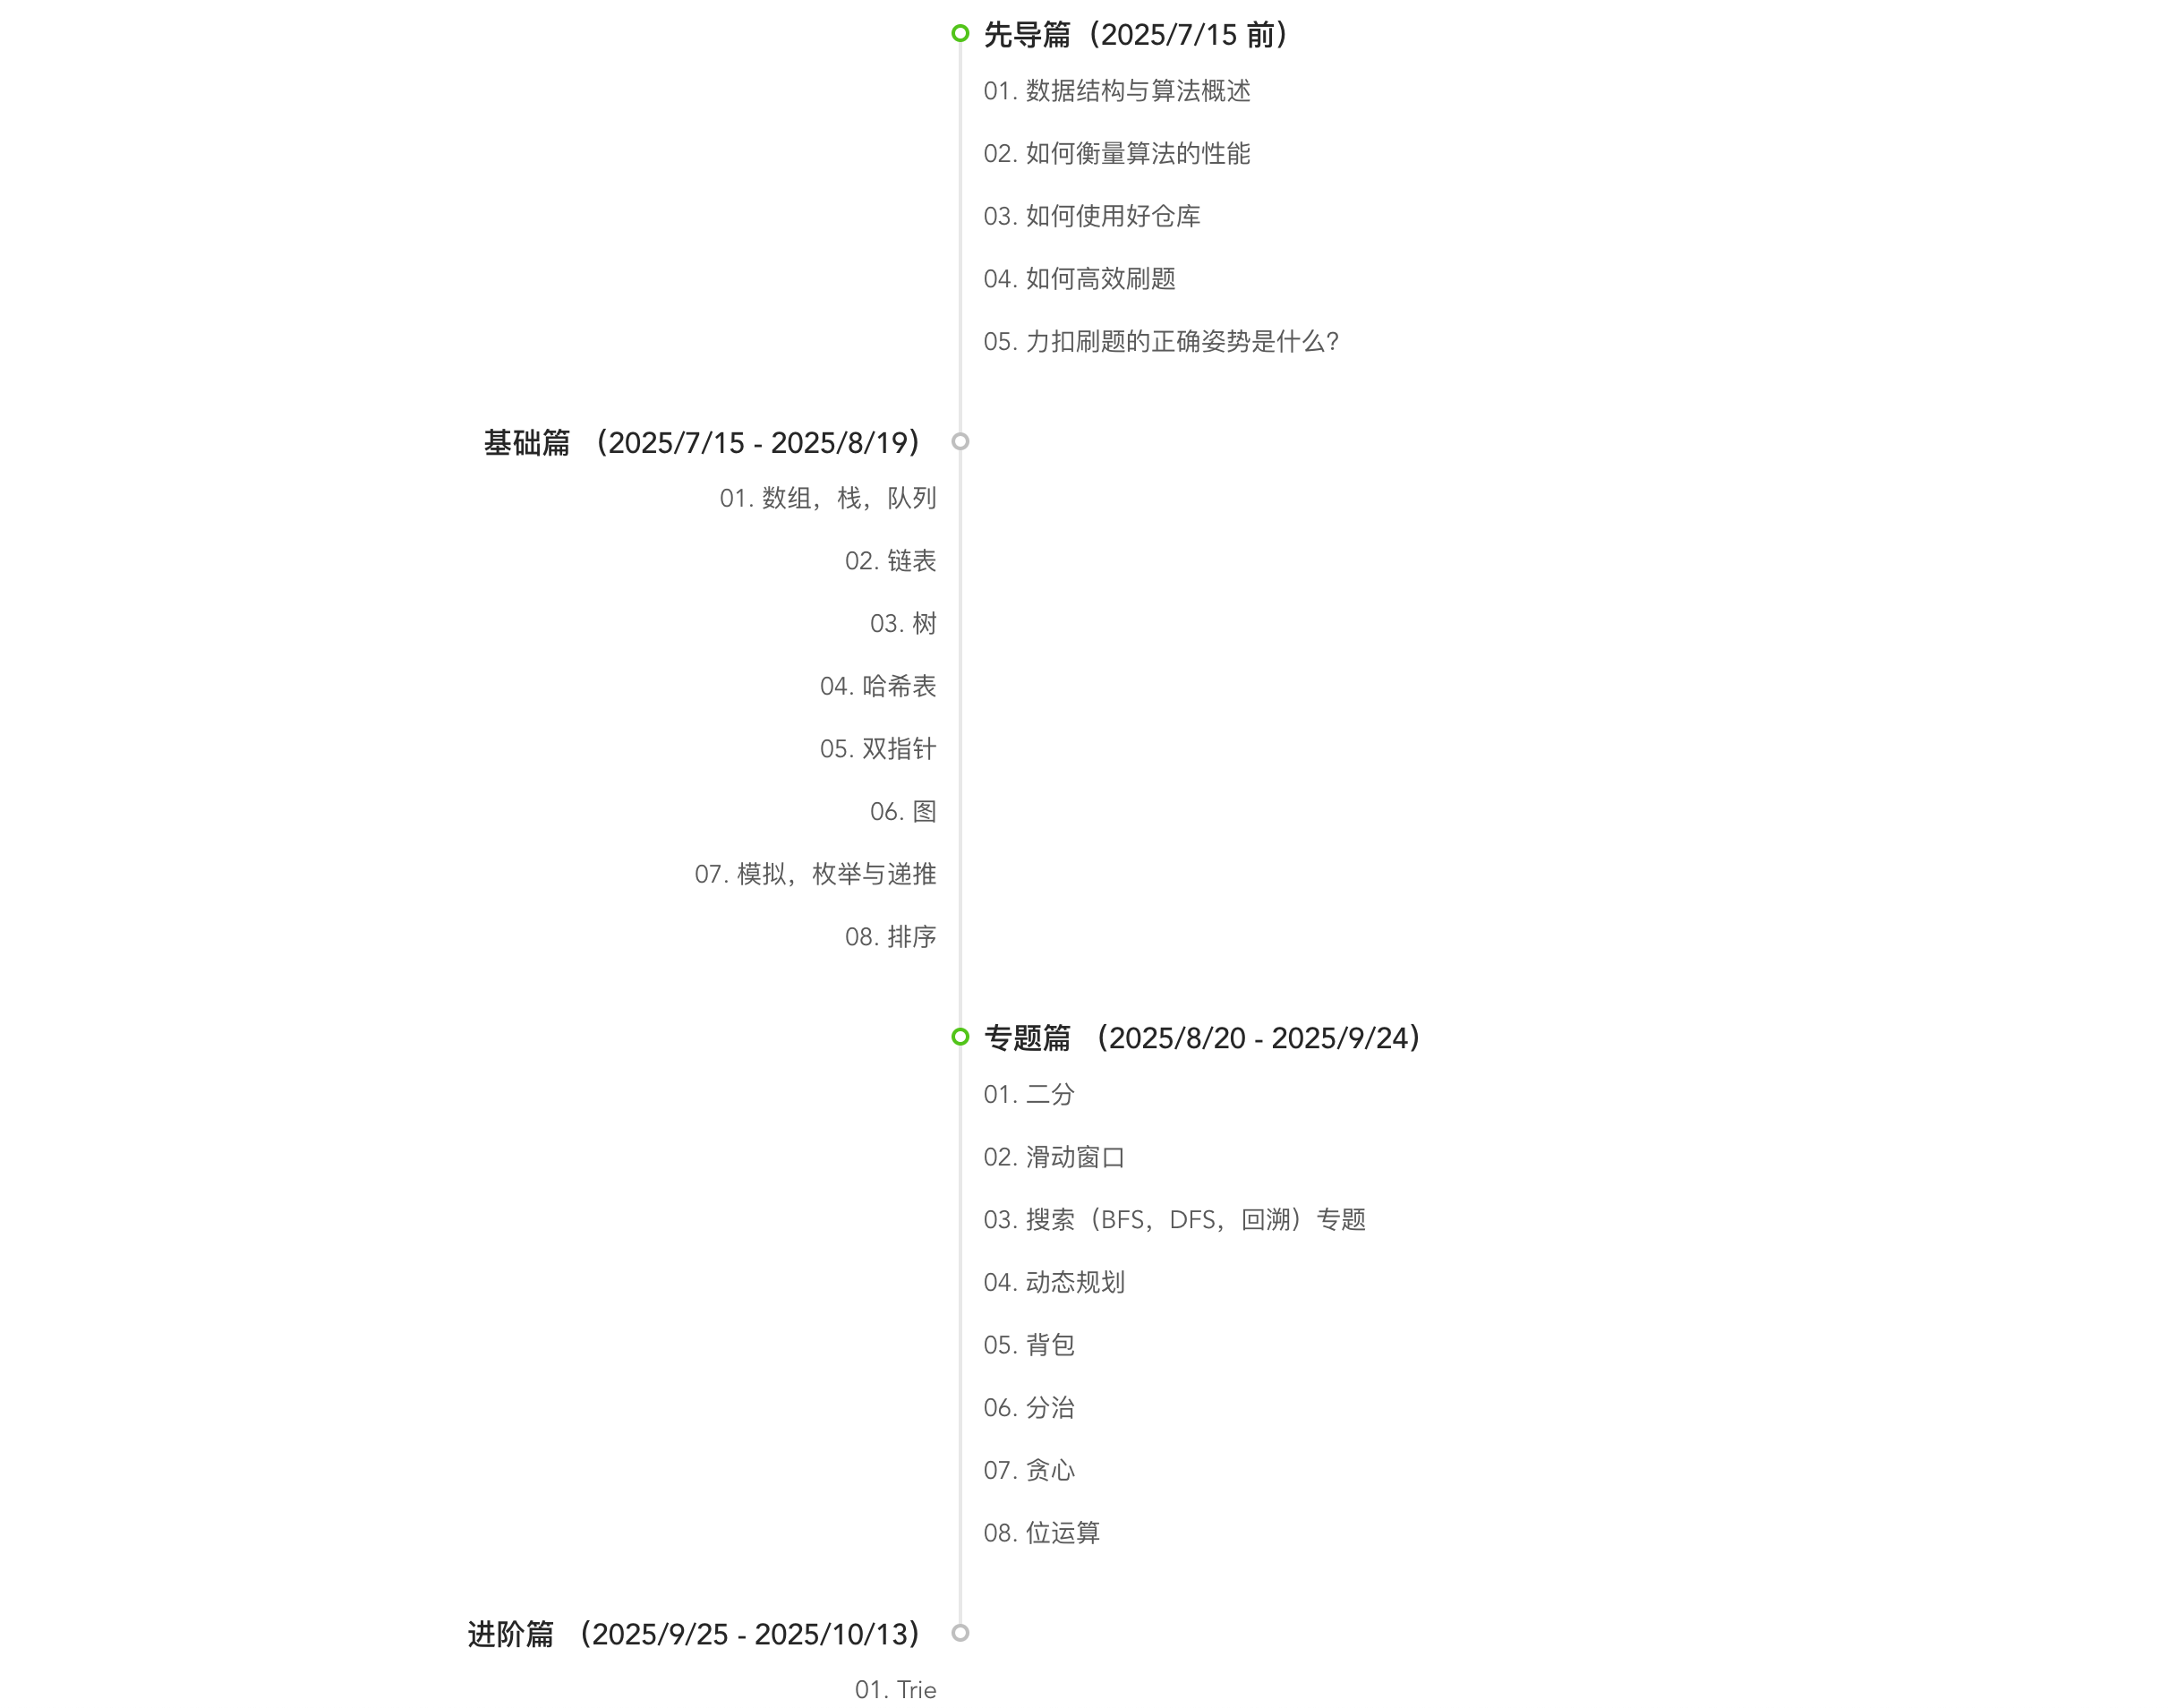 先导篇（2025/7/15 前）
01. 数据结构与算法概述
02. 如何衡量算法的性能
03. 如何使用好仓库
04. 如何高效刷题
05. 力扣刷题的正确姿势是什么？
基础篇 （2025/7/15 - 2025/8/19）
01. 数组，栈，队列
02. 链表
03. 树
04. 哈希表
05. 双指针
06. 图
07. 模拟，枚举与递推
08. 排序
专题篇 （2025/8/20 - 2025/9/24）
01. 二分
02. 滑动窗口
03. 搜索（BFS，DFS，回溯）专题
04. 动态规划
05. 背包
06. 分治
07. 贪心
08. 位运算
进阶篇 （2025/9/25 - 2025/10/13）
01. Trie